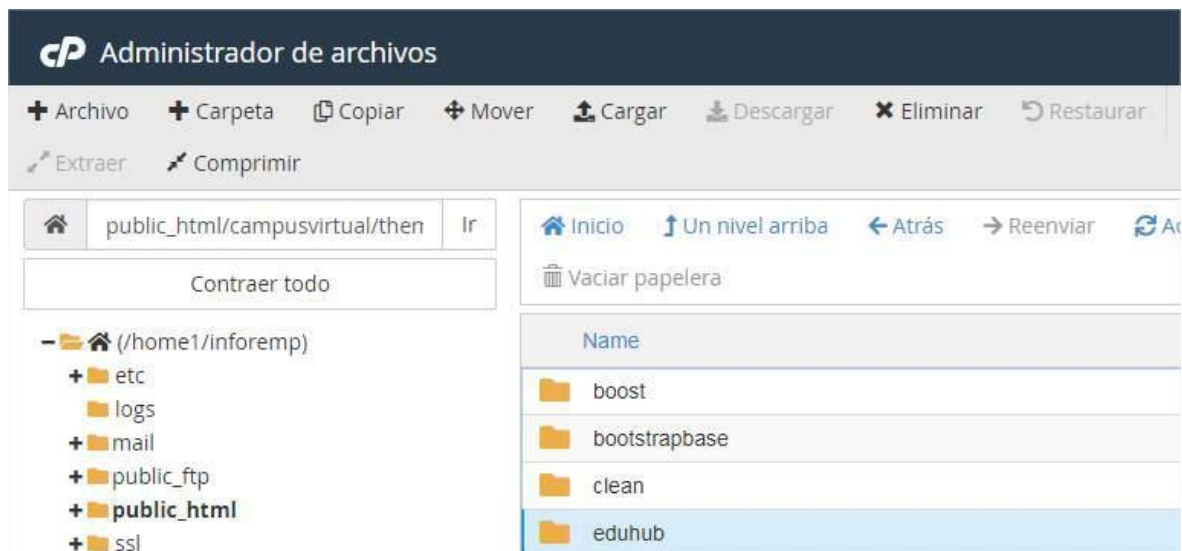 cP Administrador de archivos
Archivo Carpeta Copiar Mover Cargar Descargar Eliminar Restaurar
Extraer Comprimir
public_html/campusvirtual/then Ir
Contraer todo
(/home1/inforemp)
etc
logs
mail
public_ftp
public_html
ssl
Inicio Un nivel arriba Atrás Reenviar
Vaciar papelera
Name
boost
bootstrapbase
clean
eduhub